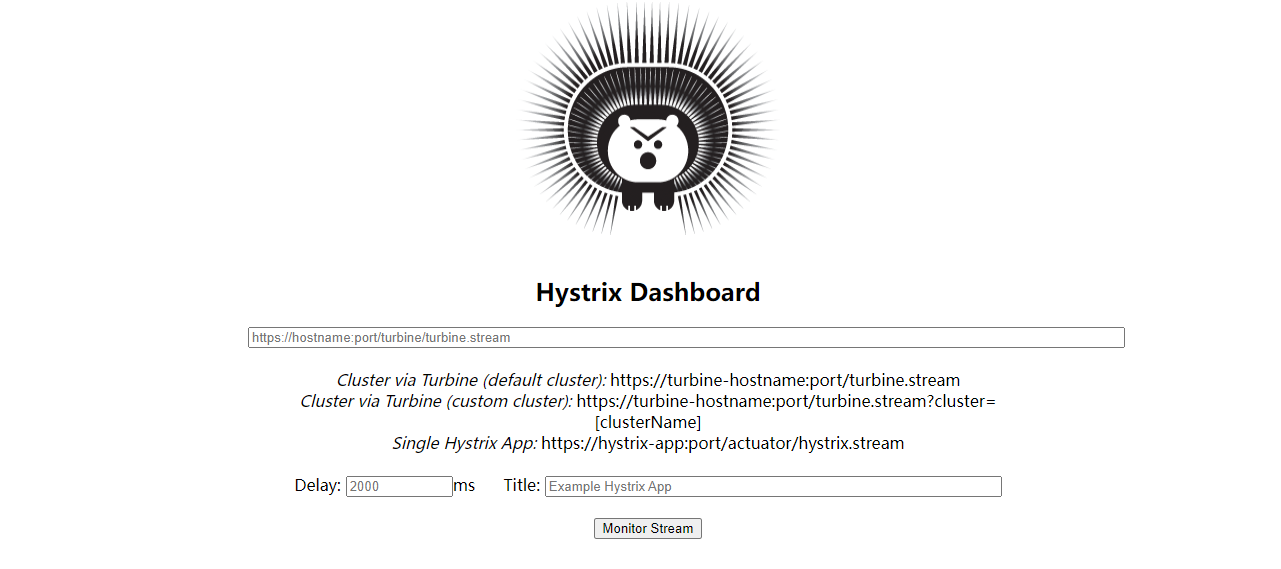 Hystrix Dashboard
https://hostname:port/turbine/turbine.stream
Cluster via Turbine (default cluster): https://turbine-hostname:port/turbine.stream
Cluster via Turbine (custom cluster): https://turbine-hostname:port/turbine.stream?cluster=
[clusterName]
Single Hystrix App: https://hystrix-app:port/actuator/hystrix.stream
Delay: 2000 ms Title: Example Hystrix App
Monitor Stream